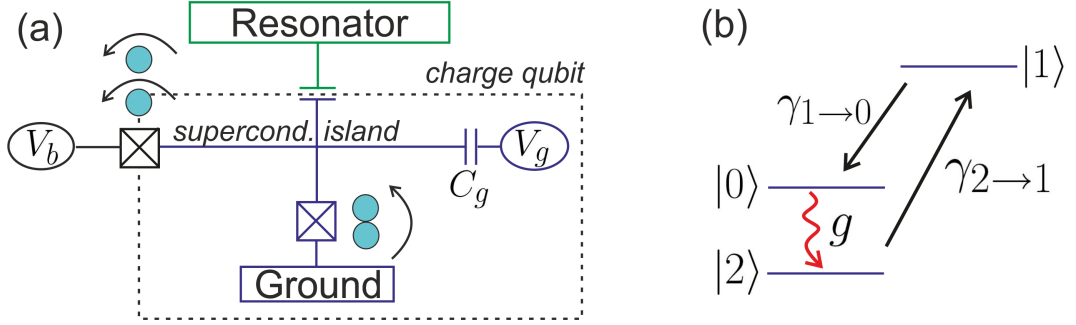 (a)
Resonator
charge qubit
V_b
supercond. island
V_g
C_g
Ground
(b)
|1⟩
γ1→0
|0⟩
γ2→1
g
|2⟩